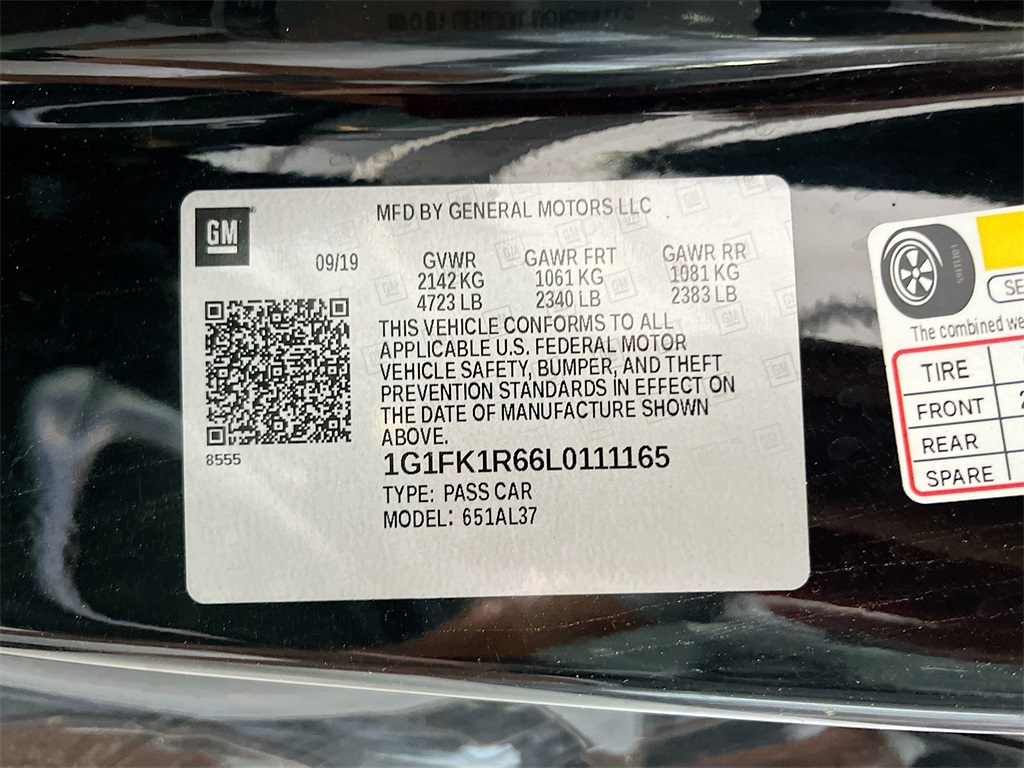 MFD BY GENERAL MOTORS LLC
GM
09/19
GVWR GAWR FRT GAWR RR
2142 KG 1061 KG 1081 KG
4723 LB 2340 LB 2383 LB
THIS VEHICLE CONFORMS TO ALL
APPLICABLE U.S. FEDERAL MOTOR
VEHICLE SAFETY, BUMPER, AND THEFT
PREVENTION STANDARDS IN EFFECT ON
THE DATE OF MANUFACTURE SHOWN
ABOVE.
8555
1G1FK1R66L0111165
TYPE: PASS CAR
MODEL: 651AL37
SE
The combined we
TIRE
FRONT 2
REAR
SPARE